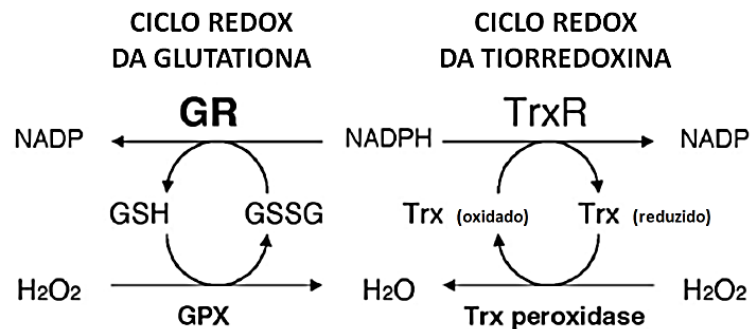 CICLO REDOX
DA GLUTATIONA
CICLO REDOX
DA TIORREDOXINA
GR
TrxR
NADP
NADPH
NADP
GSH
GSSG
Trx (oxidado)
Trx (reduzido)
H2O2
H2O
H2O2
GPX
Trx peroxidase